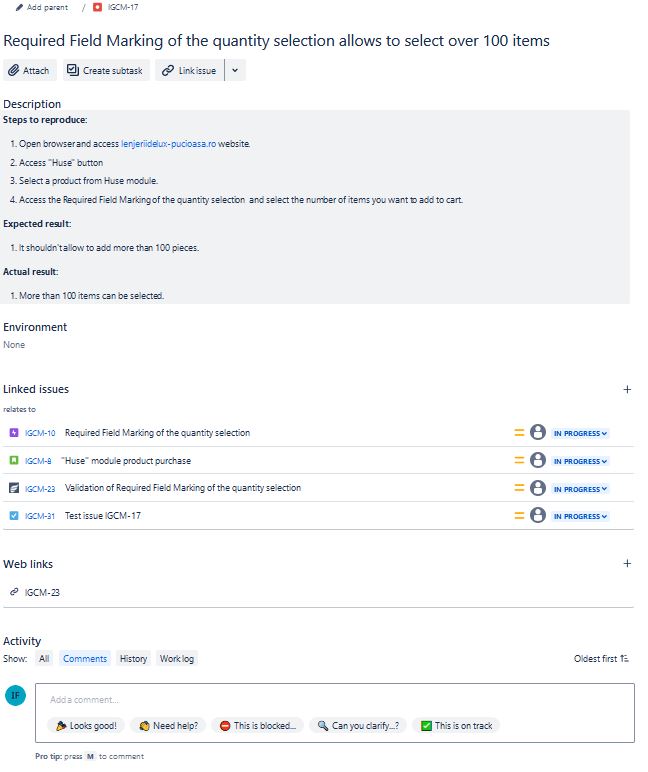 Add parent / IGCM-17
Required Field Marking of the quantity selection allows to select over 100 items
Attach Create subtask Link issue
Description
Steps to reproduce:
1. Open browser and access lenjeriidelux-pucioasa.ro website.
2. Access "Huse" button
3. Select a product from Huse module.
4. Access the Required Field Marking of the quantity selection and select the number of items you want to add to cart.
Expected result:
1. It shouldn't allow to add more than 100 pieces.
Actual result:
1. More than 100 items can be selected.
Environment
None
Linked issues +
relates to
IGCM-10 Required Field Marking of the quantity selection IN PROGRESS
IGCM-8 "Huse" module product purchase IN PROGRESS
IGCM-23 Validation of Required Field Marking of the quantity selection IN PROGRESS
IGCM-31 Test issue IGCM-17 IN PROGRESS
Web links +
IGCM-23
Activity
Show: All Comments History Work log Oldest first
IF Add a comment...
Looks good! Need help? This is blocked... Can you clarify...? This is on track
Pro tip: press M to comment